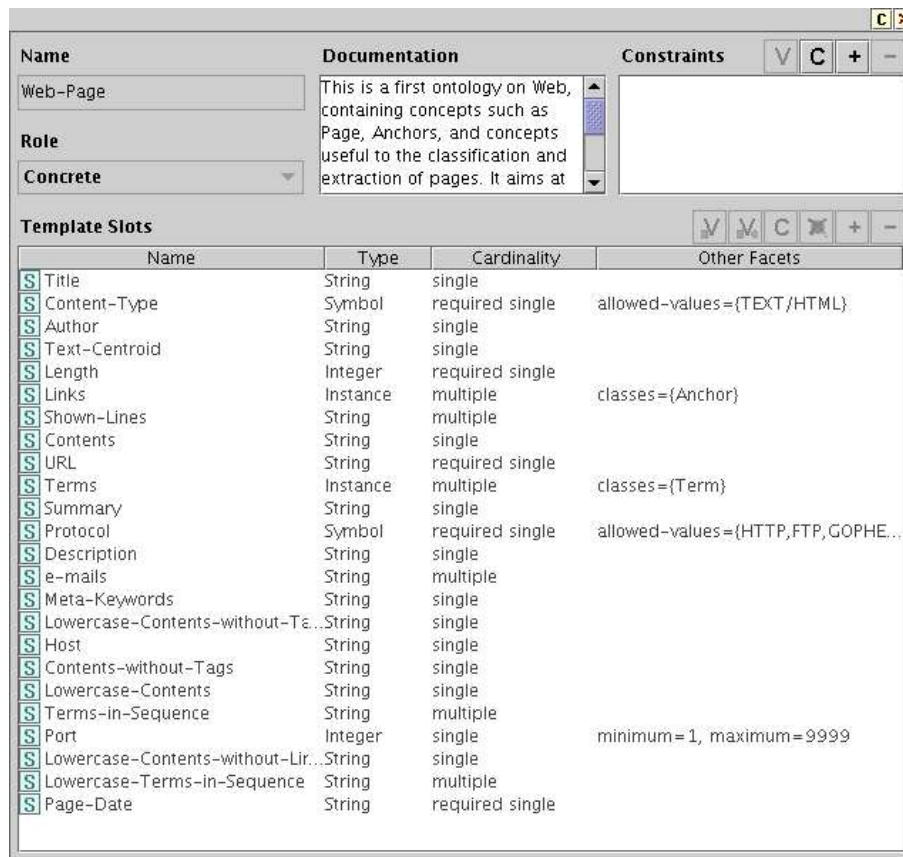 C
Name
Documentation
Constraints
V C + −
Web-Page
This is a first ontology on Web,
containing concepts such as
Page, Anchors, and concepts
useful to the classification and
extraction of pages. It aims at
Role
Concrete
Template Slots
V V C + −
Name Type Cardinality Other Facets
S Title String single
S Content-Type Symbol required single allowed-values={TEXT/HTML}
S Author String single
S Text-Centroid String single
S Length Integer required single
S Links Instance multiple classes={Anchor}
S Shown-Lines String multiple
S Contents String single
S URL String required single
S Terms Instance multiple classes={Term}
S Summary String single
S Protocol Symbol required single allowed-values={HTTP,FTP,GOPHE...
S Description String single
S e-mails String multiple
S Meta-Keywords String single
S Lowercase-Contents-without-Ta...String single
S Host String single
S Contents-without-Tags String single
S Lowercase-Contents String single
S Terms-in-Sequence String multiple
S Port Integer single minimum=1, maximum=9999
S Lowercase-Contents-without-Lin...String single
S Lowercase-Terms-in-Sequence String multiple
S Page-Date String required single